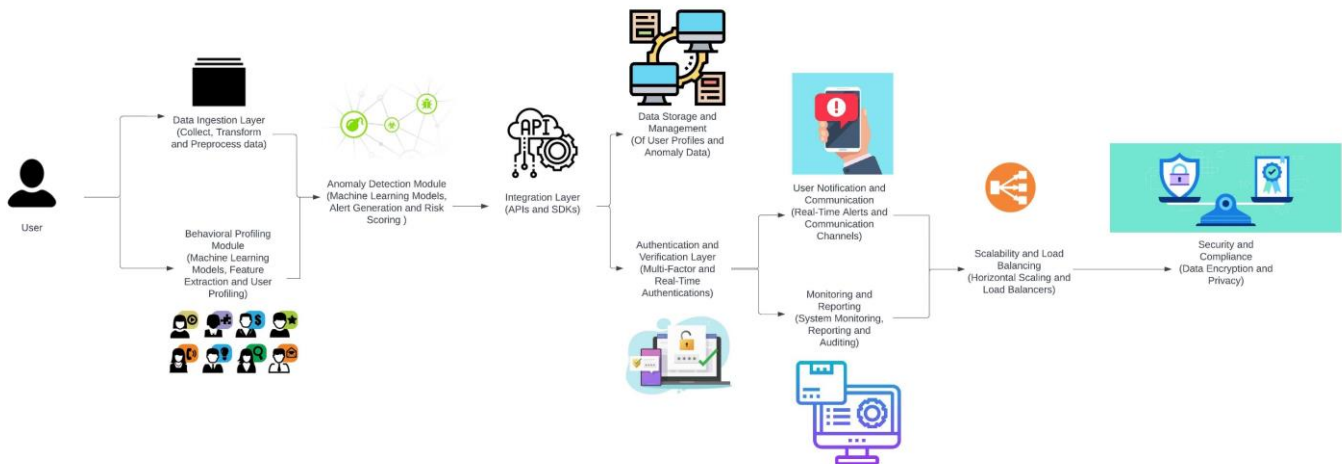 User
Data Ingestion Layer
(Collect, Transform
and Preprocess data)
Behavioral Profiling
Module
(Machine Learning
Models, Feature
Extraction and User
Profiling)
Anomaly Detection Module
(Machine Learning Models,
Alert Generation and Risk
Scoring )
API
Integration Layer
(APIs and SDKs)
Data Storage and
Management
(Of User Profiles and
Anomaly Data)
Authentication and
Verification Layer
(Multi-Factor and
Real-Time
Authentications)
User Notification and
Communication
(Real-Time Alerts and
Communication
Channels)
Monitoring and
Reporting
(System Monitoring,
Reporting and
Auditing)
Scalability and Load
Balancing
(Horizontal Scaling and
Load Balancers)
Security and
Compliance
(Data Encryption and
Privacy)